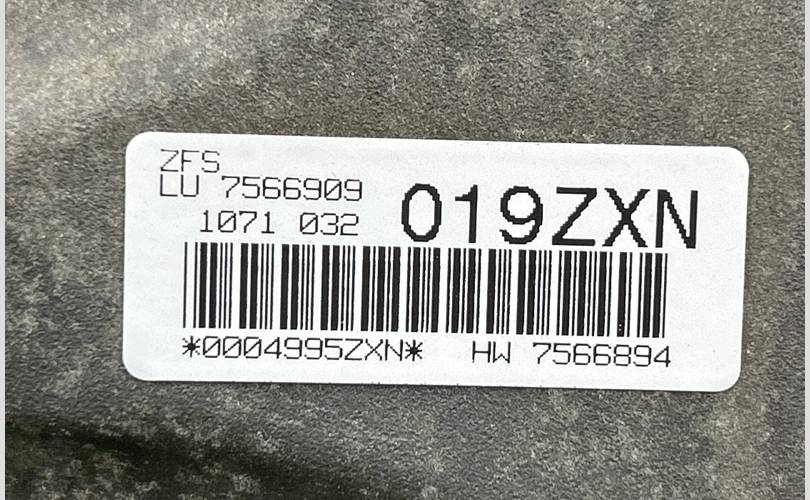 ZFS
LU 7566909
1071 032
019ZXN
*0004995ZXN* HW 7566894